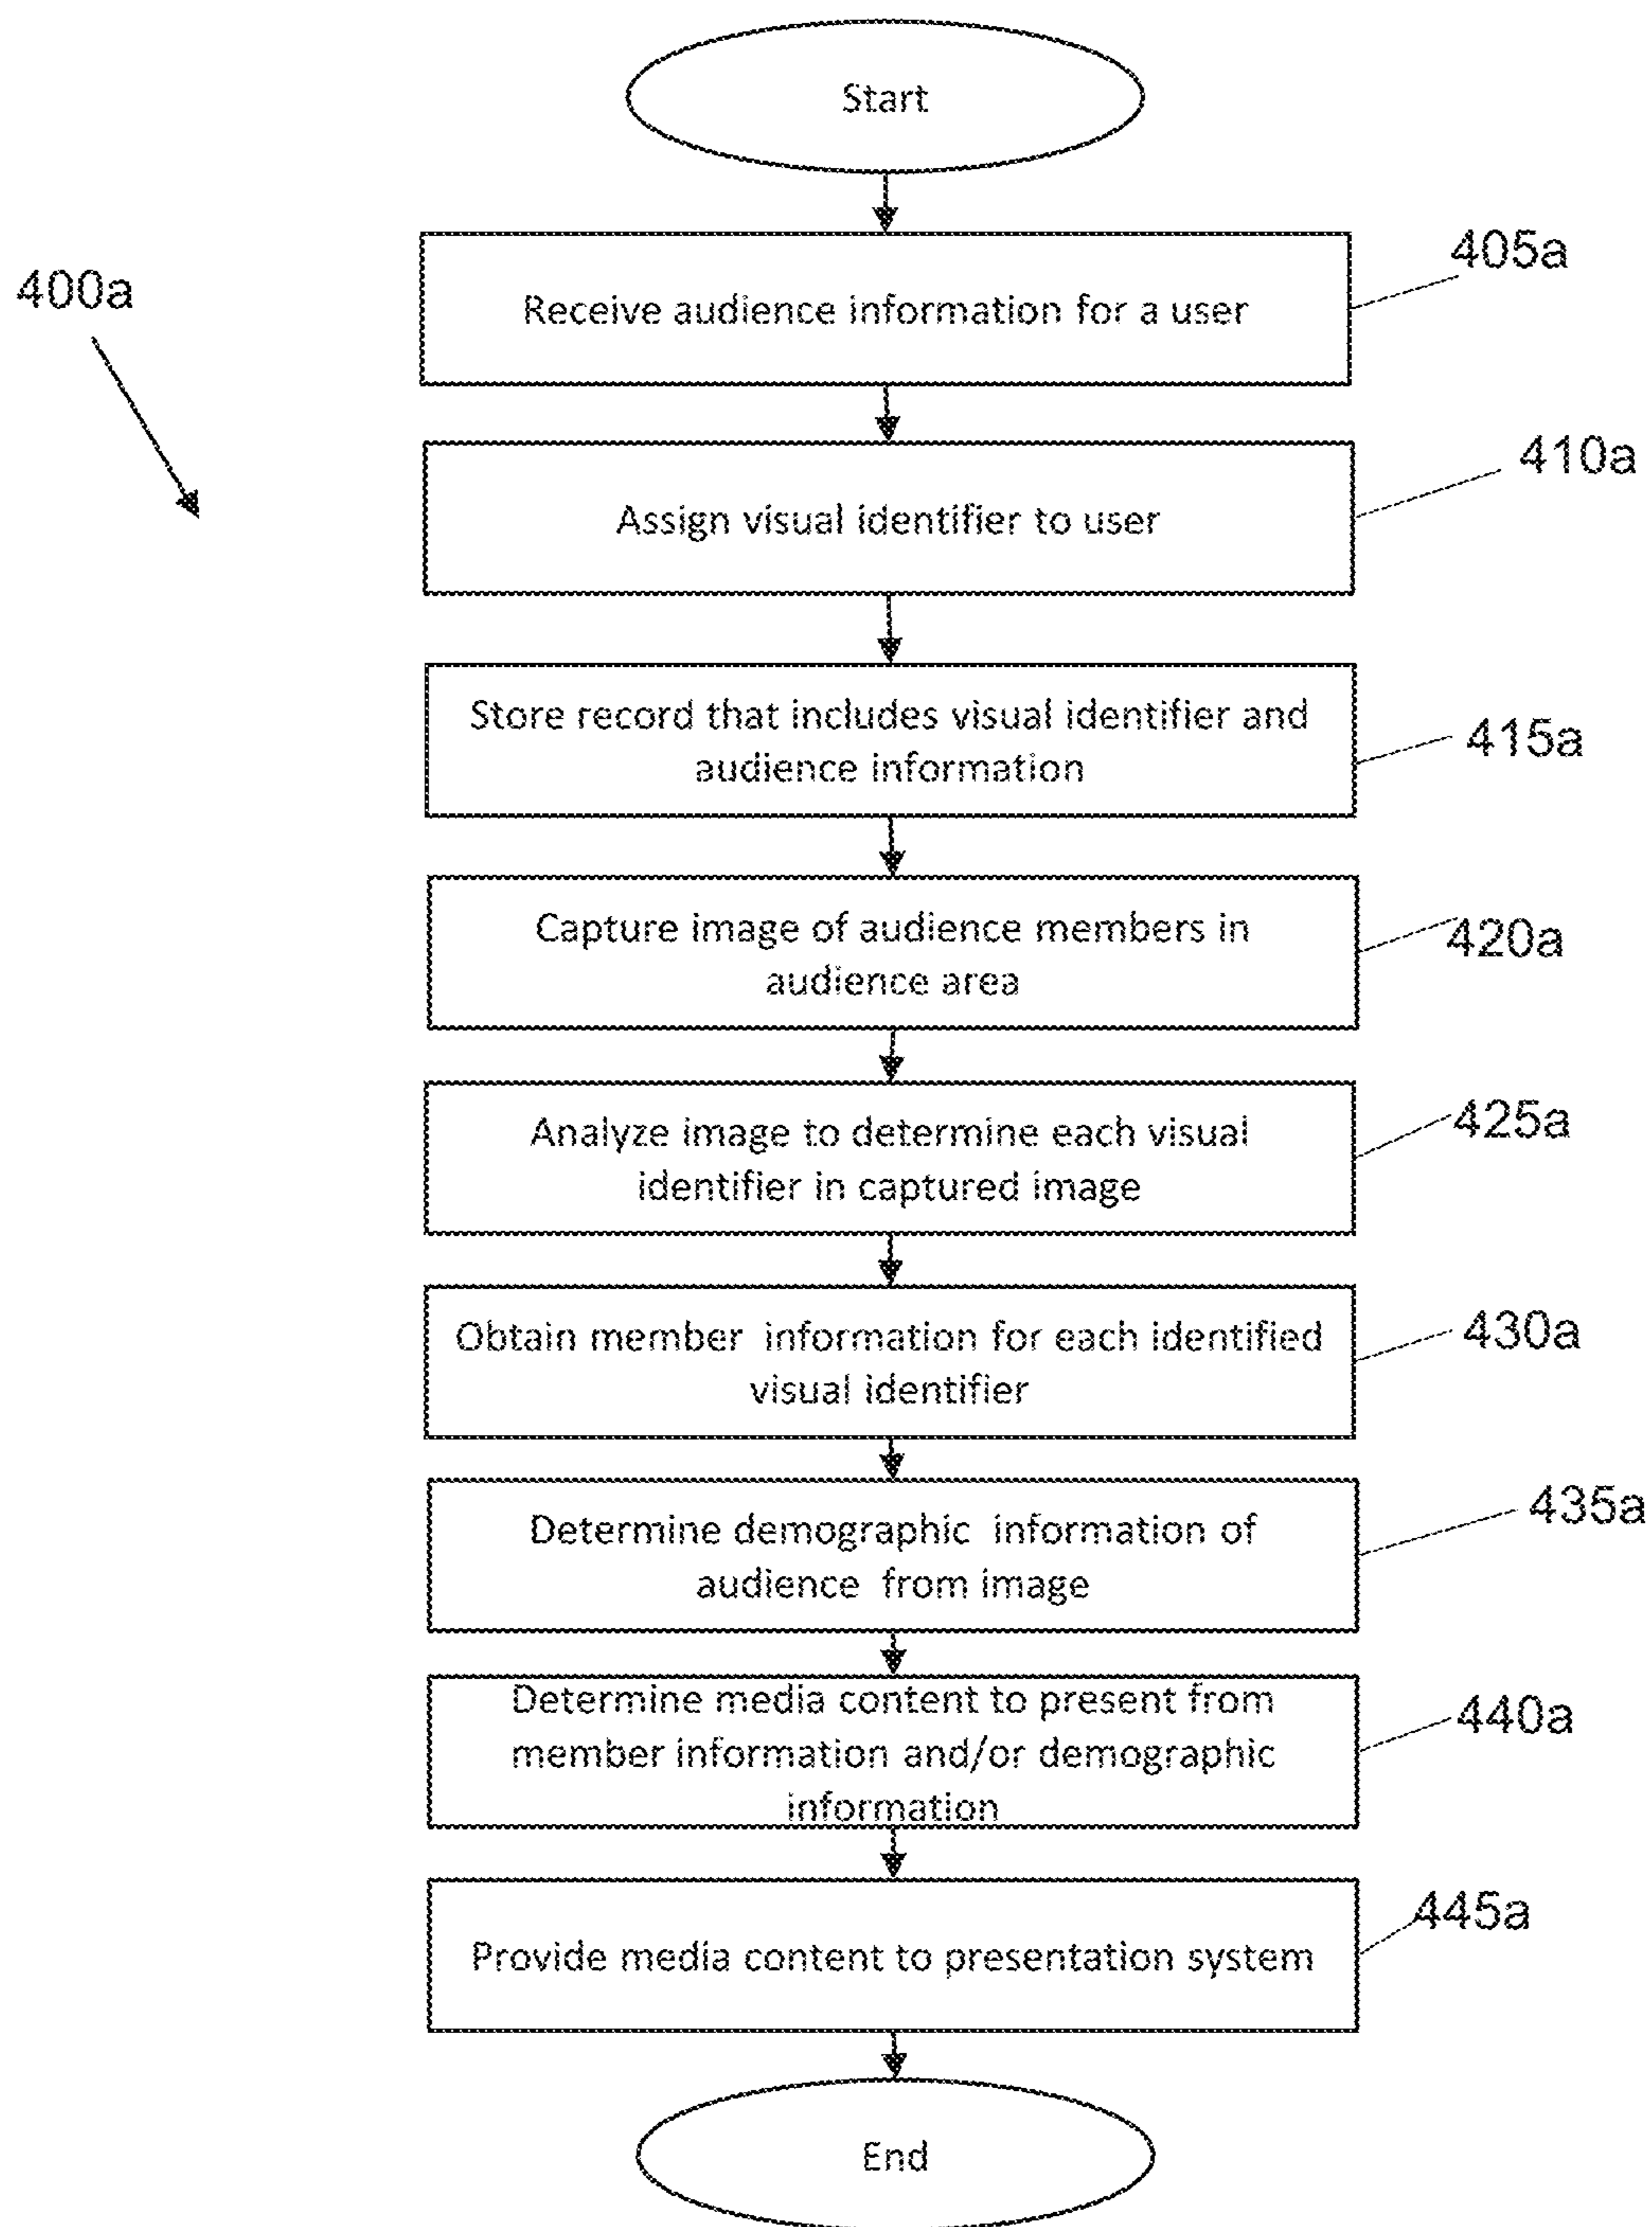 Start
400a
Receive audience information for a user
405a
Assign visual identifier to user
410a
Store record that includes visual identifier and
audience information
415a
Capture image of audience members in
audience area
420a
Analyze image to determine each visual
identifier in captured image
425a
Obtain member information for each identified
visual identifier
430a
Determine demographic information of
audience from image
435a
Determine media content to present from
member information and/or demographic
information
440a
Provide media content to presentation system
445a
End